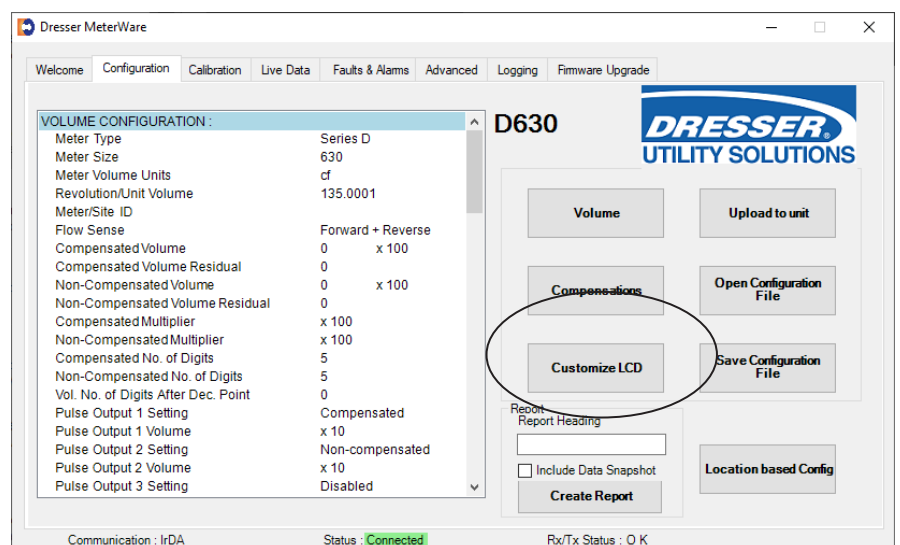 Dresser MeterWare
Welcome Configuration Calibration Live Data Faults & Alarms Advanced Logging Firmware Upgrade
VOLUME CONFIGURATION :
Meter Type Series D
Meter Size 630
Meter Volume Units cf
Revolution/Unit Volume 135.0001
Meter/Site ID
Flow Sense Forward + Reverse
Compensated Volume 0 x 100
Compensated Volume Residual 0
Non-Compensated Volume 0 x 100
Non-Compensated Volume Residual 0
Compensated Multiplier x 100
Non-Compensated Multiplier x 100
Compensated No. of Digits 5
Non-Compensated No. of Digits 5
Vol. No. of Digits After Dec. Point 0
Pulse Output 1 Setting Compensated
Pulse Output 1 Volume x 10
Pulse Output 2 Setting Non-compensated
Pulse Output 2 Volume x 10
Pulse Output 3 Setting Disabled
D630
DRESSER®
UTILITY SOLUTIONS
Volume
Upload to unit
Compensations
Open Configuration
File
Customize LCD
Save Configuration
File
Report
Report Heading
Include Data Snapshot
Create Report
Location based Config
Communication : IrDA Status : Connected Rx/Tx Status : O K